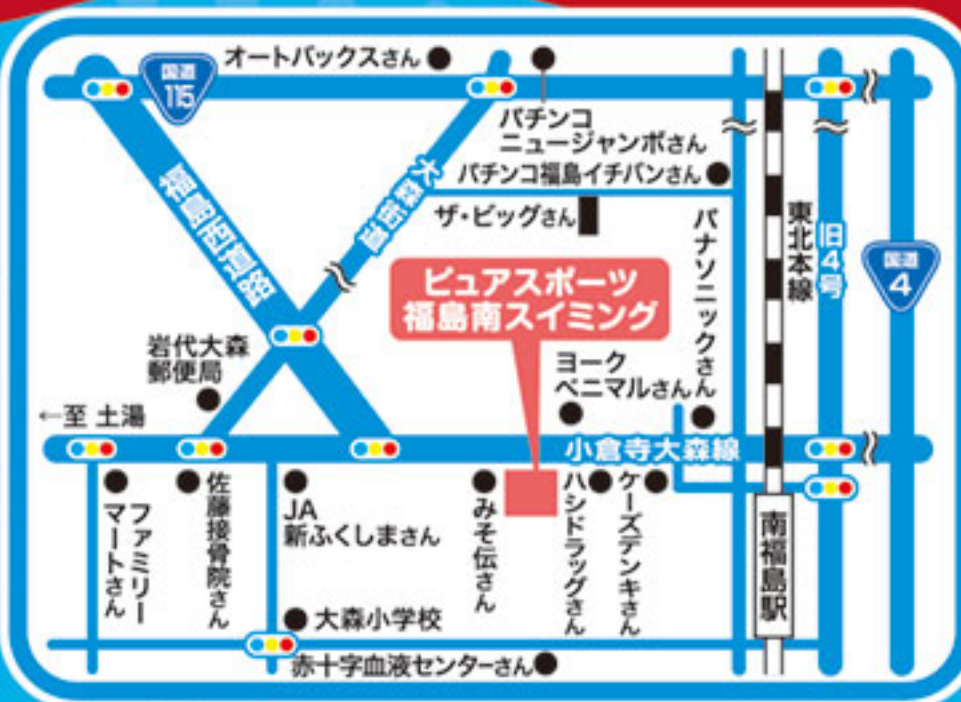 オートバックスさん
国道
115
パチンコ
ニュージャンボさん
大森街道
パチンコ福島イチバンさん
ザ・ビッグさん
福島西道路
パナソニックさん
東北本線
旧4号
国道
4
ピュアスポーツ
福島南スイミング
岩代大森
郵便局
ヨーク
ベニマルさん
←至 土湯
小倉寺大森線
ファミリー
マートさん
佐藤接骨院さん
JA
新ふくしまさん
みそ伝さん
ハシドラッグさん
ケーズデンキさん
南福島駅
大森小学校
赤十字血液センターさん